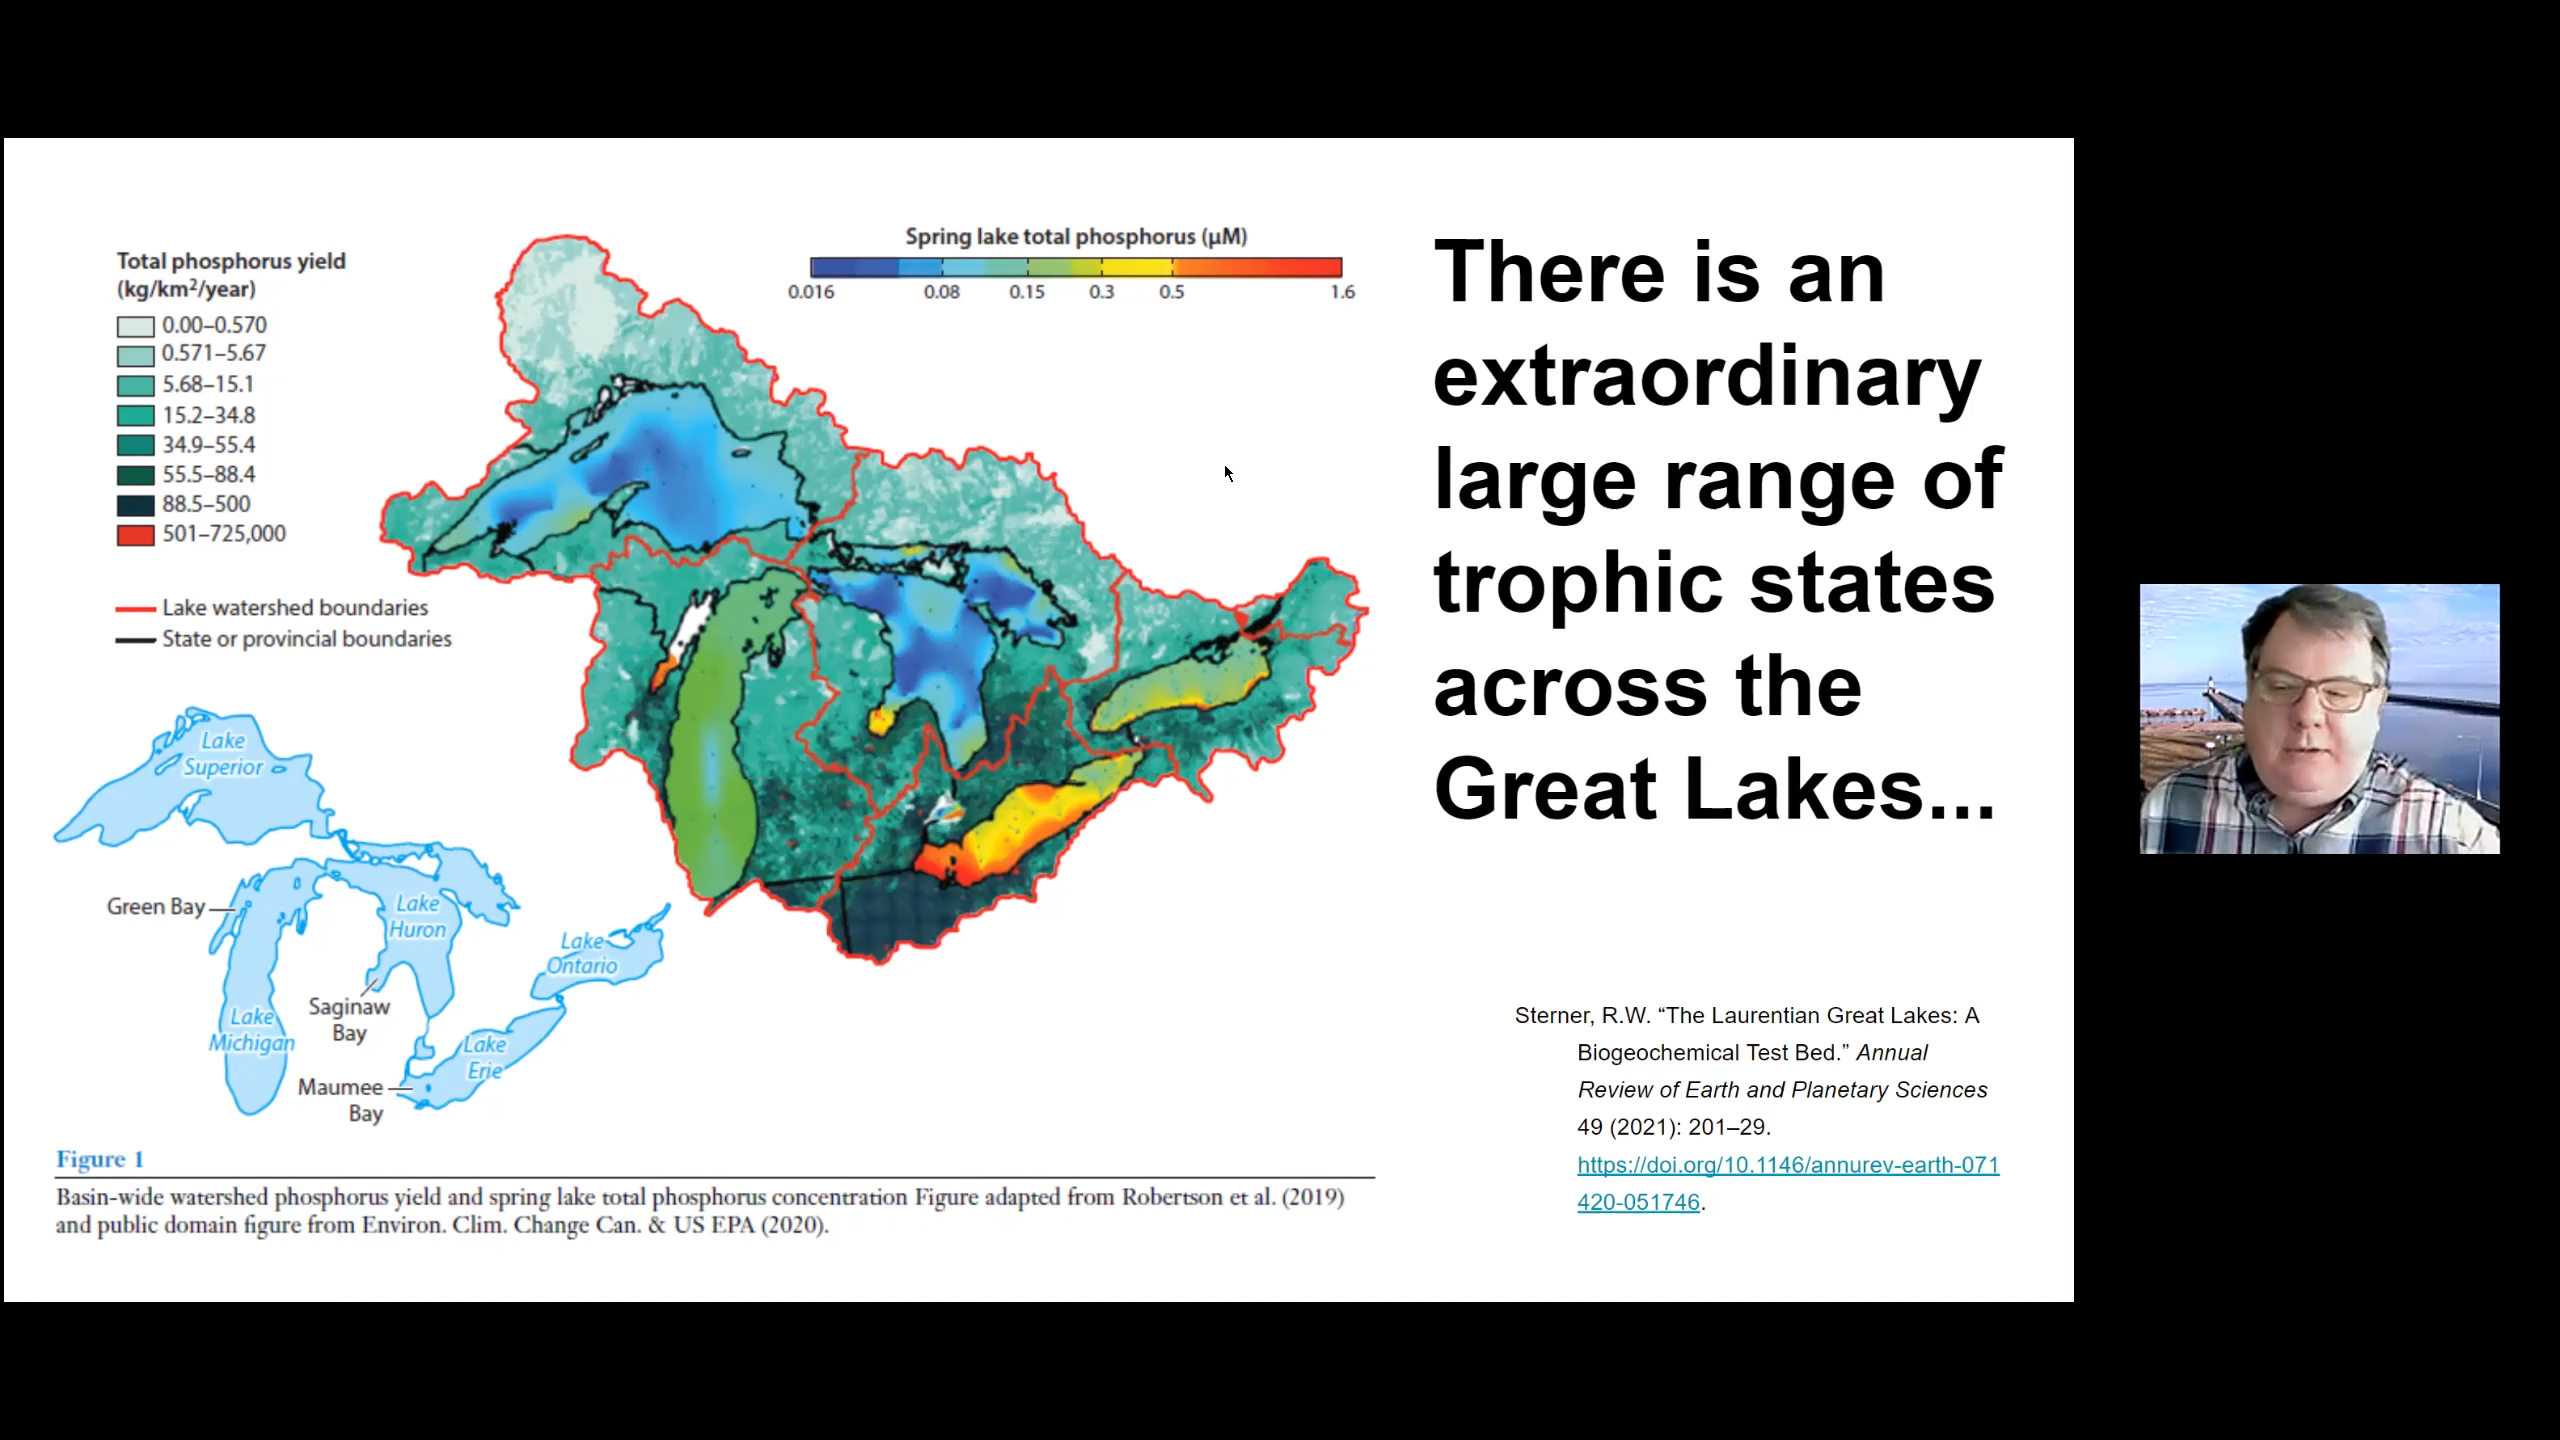 Total phosphorus yield
(kg/km²/year)
0.00–0.570
0.571–5.67
5.68–15.1
15.2–34.8
34.9–55.4
55.5–88.4
88.5–500
501–725,000
Lake watershed boundaries
State or provincial boundaries
Spring lake total phosphorus (µM)
0.016 0.08 0.15 0.3 0.5 1.6
Lake
Superior
Green Bay
Lake
Huron
Lake
Ontario
Saginaw
Bay
Lake
Michigan
Lake
Erie
Maumee
Bay
Figure 1
Basin-wide watershed phosphorus yield and spring lake total phosphorus concentration Figure adapted from Robertson et al. (2019)
and public domain figure from Environ. Clim. Change Can. & US EPA (2020).
There is an
extraordinary
large range of
trophic states
across the
Great Lakes...
Sterner, R.W. “The Laurentian Great Lakes: A
Biogeochemical Test Bed.” Annual
Review of Earth and Planetary Sciences
49 (2021): 201–29.
https://doi.org/10.1146/annurev-earth-071
420-051746.